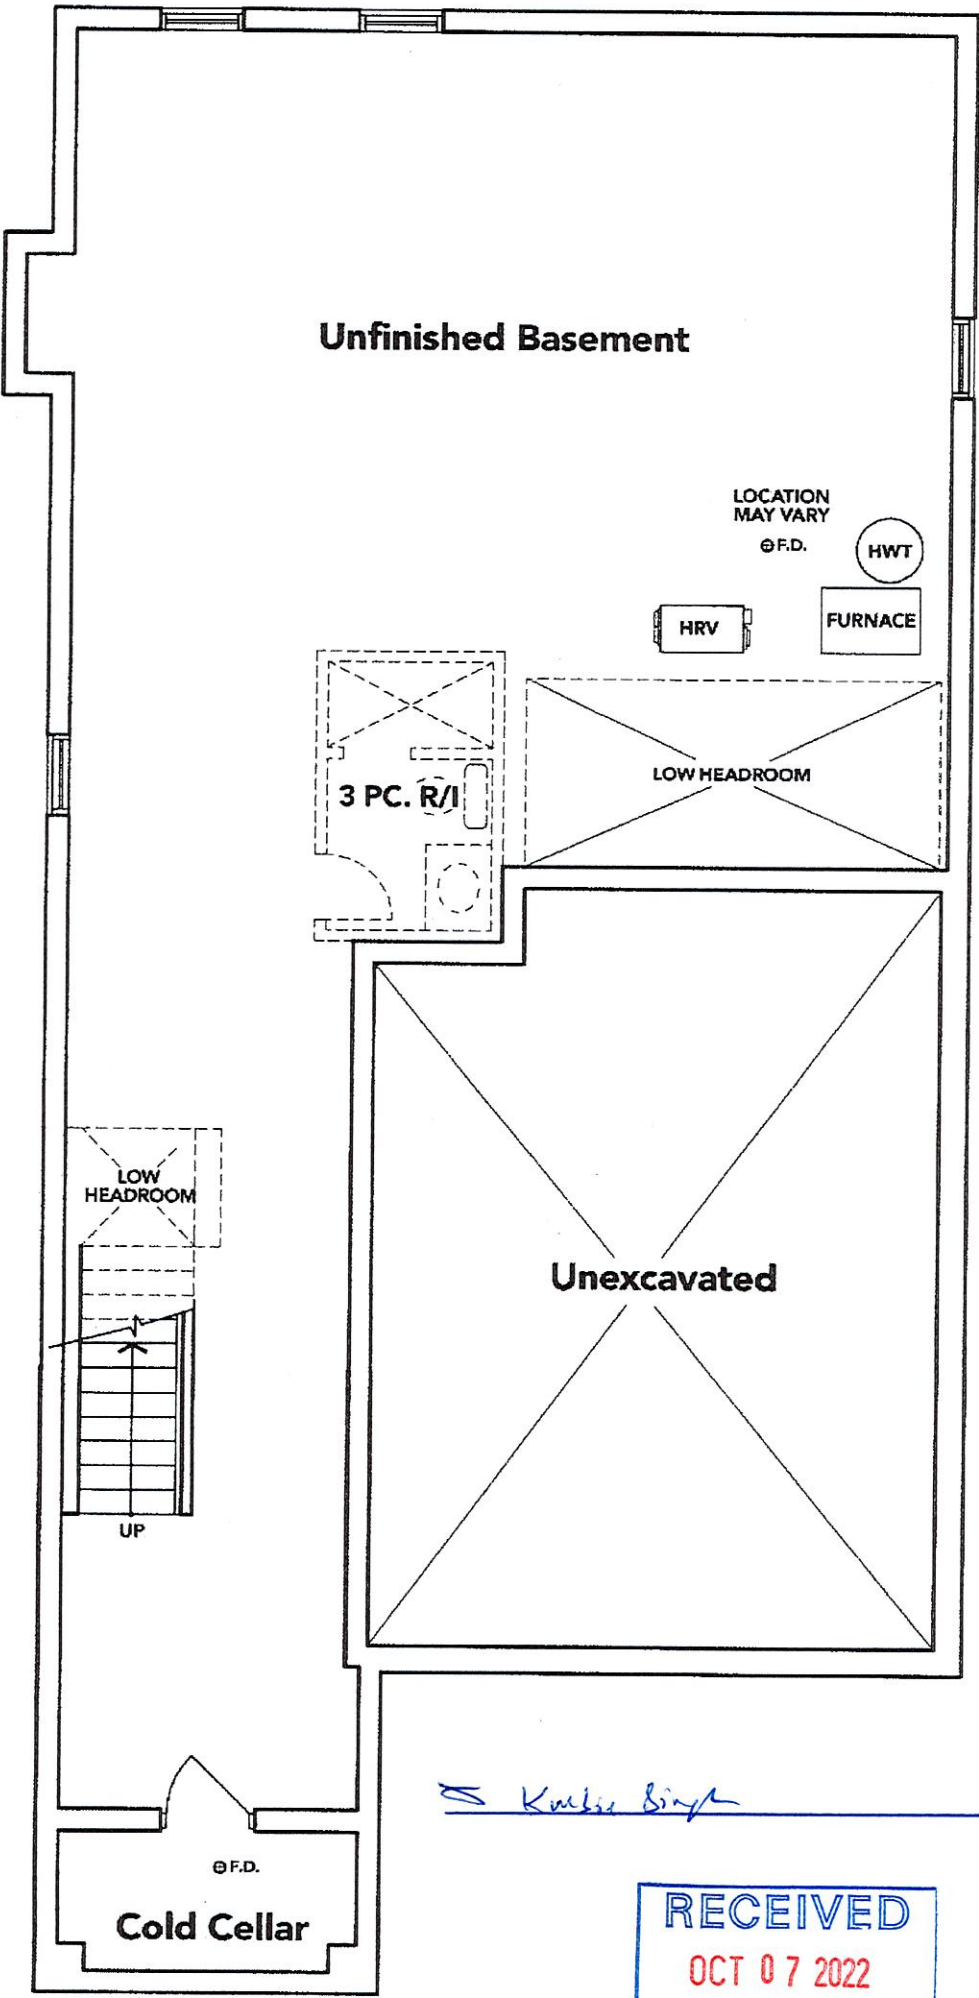 Unfinished Basement
LOCATION
MAY VARY
F.D.
HWT
HRV
FURNACE
3 PC. R/I
LOW HEADROOM
LOW
HEADROOM
Unexcavated
UP
F.D.
Cold Cellar
RECEIVED
OCT 07 2022